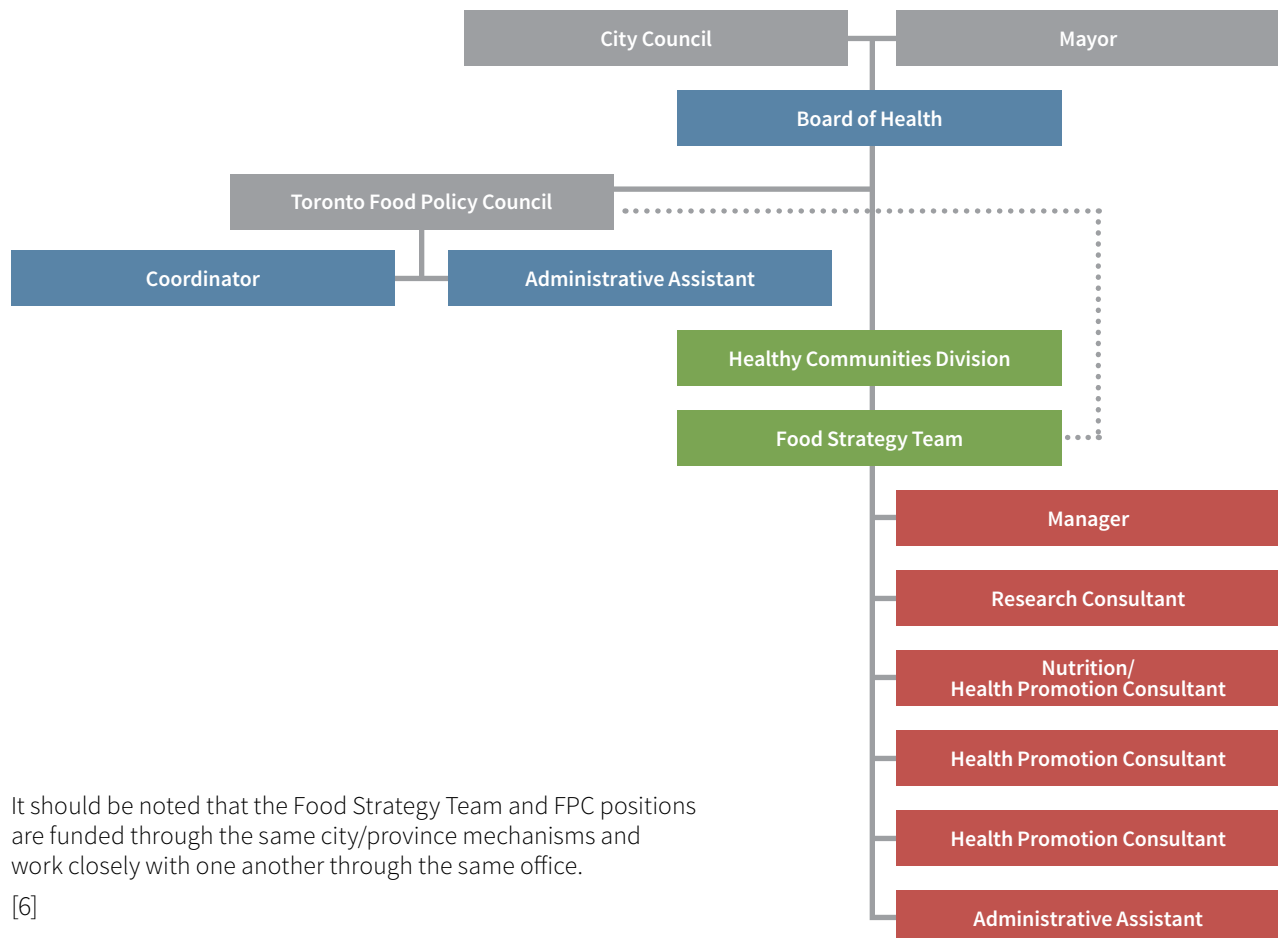 City Council
Mayor
Board of Health
Toronto Food Policy Council
Coordinator
Administrative Assistant
Healthy Communities Division
Food Strategy Team
Manager
Research Consultant
Nutrition/
Health Promotion Consultant
Health Promotion Consultant
Health Promotion Consultant
Administrative Assistant
It should be noted that the Food Strategy Team and FPC positions
are funded through the same city/province mechanisms and
work closely with one another through the same office.
[6]